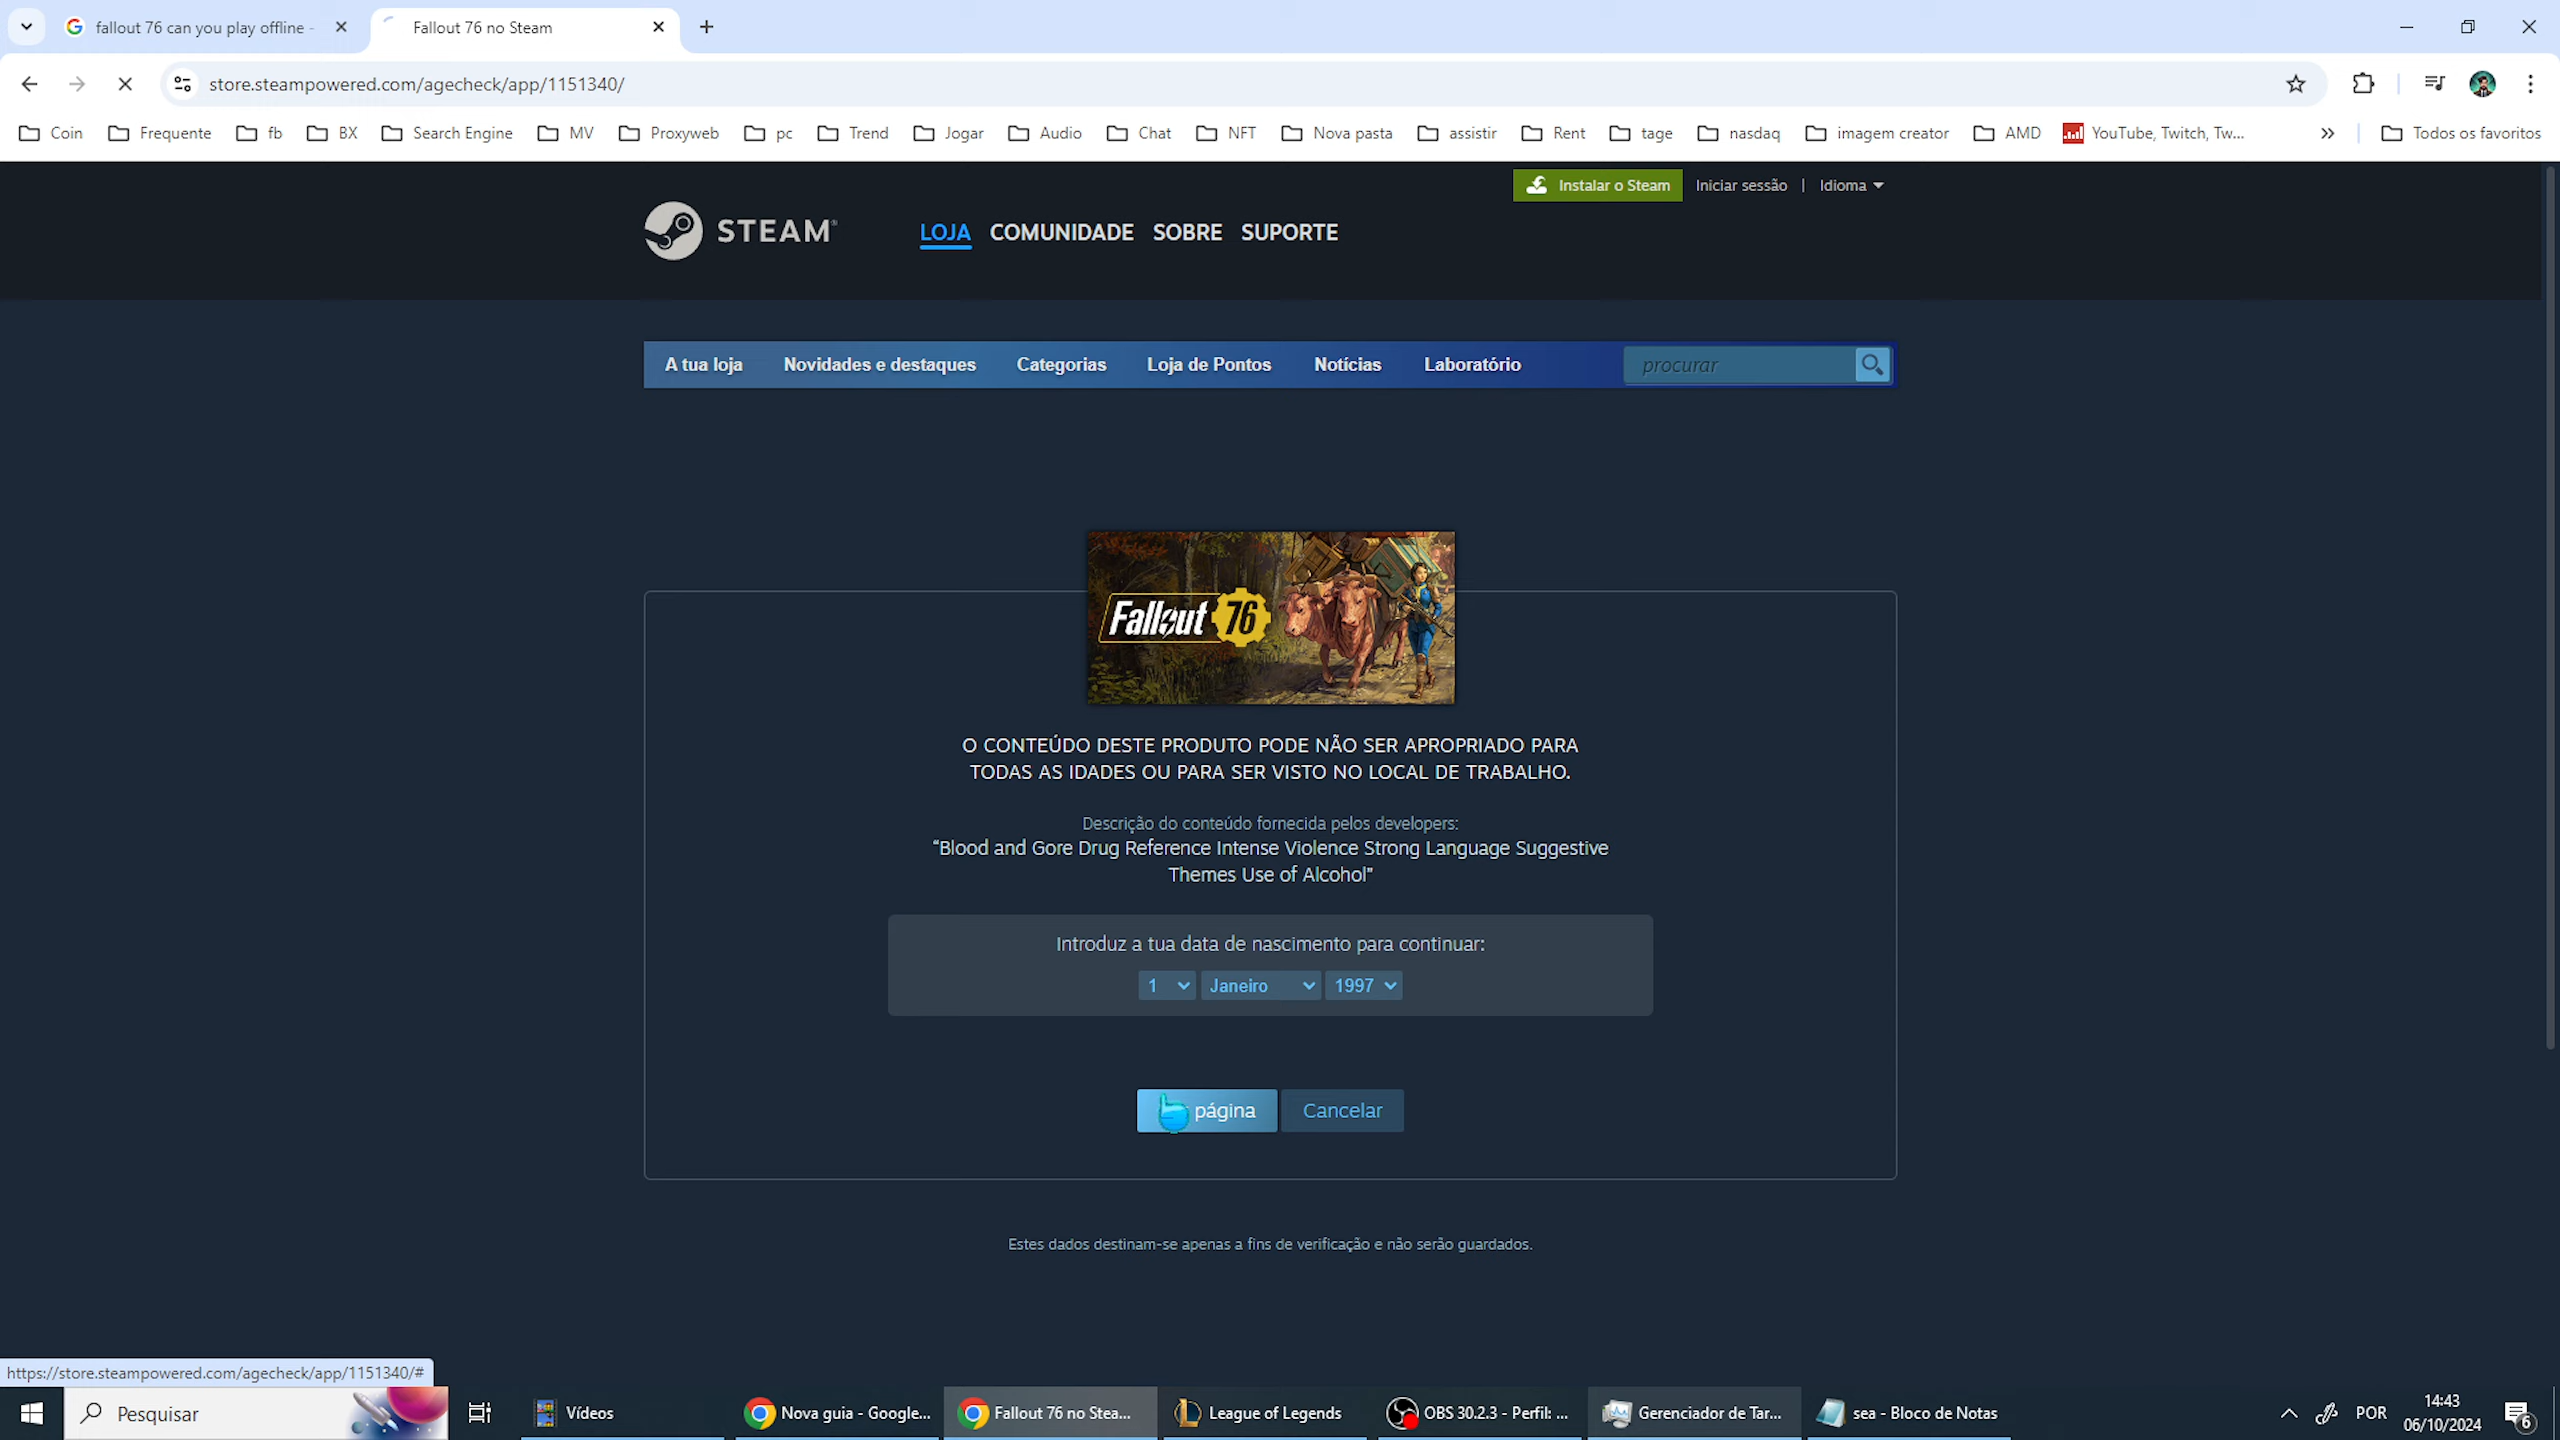 fallout 76 can you play offline -
Fallout 76 no Steam
store.steampowered.com/agecheck/app/1151340/
Coin Frequente fb BX Search Engine MV Proxyweb pc Trend Jogar Audio Chat NFT Nova pasta assistir Rent tage nasdaq imagem creator AMD YouTube, Twitch, Tw... » Todos os favoritos
Instalar o Steam Iniciar sessão | Idioma
STEAM® LOJA COMUNIDADE SOBRE SUPORTE
A tua loja Novidades e destaques Categorias Loja de Pontos Notícias Laboratório procurar
Fallout 76
O CONTEÚDO DESTE PRODUTO PODE NÃO SER APROPRIADO PARA
TODAS AS IDADES OU PARA SER VISTO NO LOCAL DE TRABALHO.
Descrição do conteúdo fornecida pelos developers:
“Blood and Gore Drug Reference Intense Violence Strong Language Suggestive
Themes Use of Alcohol”
Introduz a tua data de nascimento para continuar:
1 Janeiro 1997
página Cancelar
Estes dados destinam-se apenas a fins de verificação e não serão guardados.
https://store.steampowered.com/agecheck/app/1151340/#
Pesquisar Vídeos Nova guia - Google... Fallout 76 no Stea... League of Legends OBS 30.2.3 - Perfil: ... Gerenciador de Tar... sea - Bloco de Notas POR 14:43
06/10/2024 6